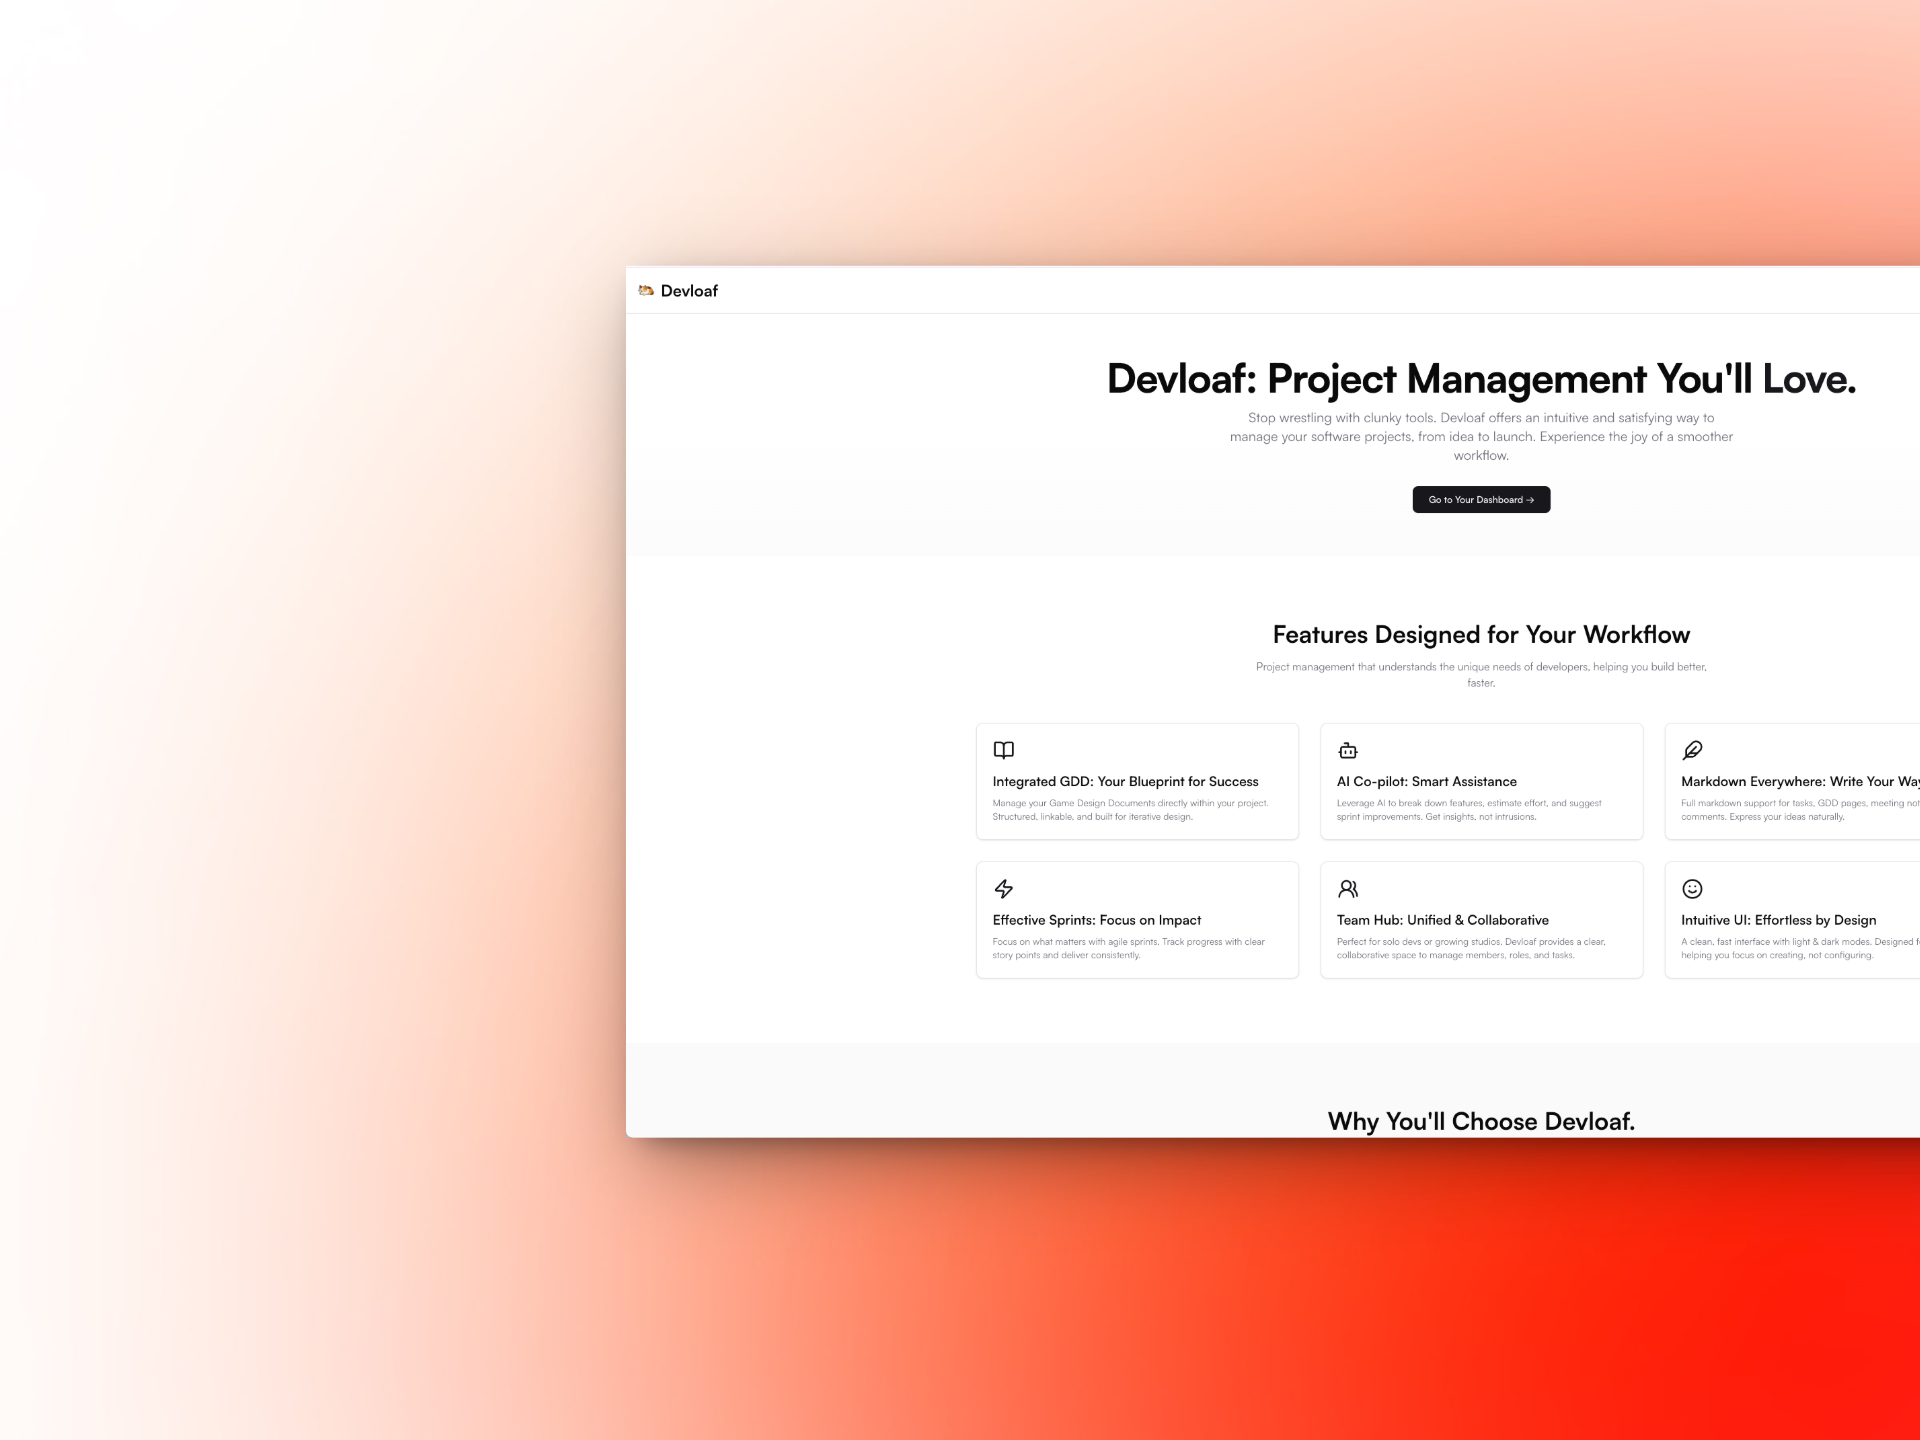 Devloaf
Devloaf: Project Management You'll Love.
Stop wrestling with clunky tools. Devloaf offers an intuitive and satisfying way to
manage your software projects, from idea to launch. Experience the joy of a smoother
workflow.
Go to Your Dashboard →
Features Designed for Your Workflow
Project management that understands the unique needs of developers, helping you build better,
faster.
Integrated GDD: Your Blueprint for Success
Manage your Game Design Documents directly within your project.
Structured, linkable, and built for iterative design.
AI Co-pilot: Smart Assistance
Leverage AI to break down features, estimate effort, and suggest
sprint improvements. Get insights, not intrusions.
Markdown Everywhere: Write Your Way
Full markdown support for tasks, GDD pages, meeting
comments. Express your ideas naturally.
Effective Sprints: Focus on Impact
Focus on what matters with agile sprints. Track progress with clear
story points and deliver consistently.
Team Hub: Unified & Collaborative
Perfect for solo devs or growing studios. Devloaf provides a clear,
collaborative space to manage members, roles, and tasks.
Intuitive UI: Effortless by Design
A clean, fast interface with light & dark modes. Designed
helping you focus on creating, not configuring.
Why You'll Choose Devloaf.